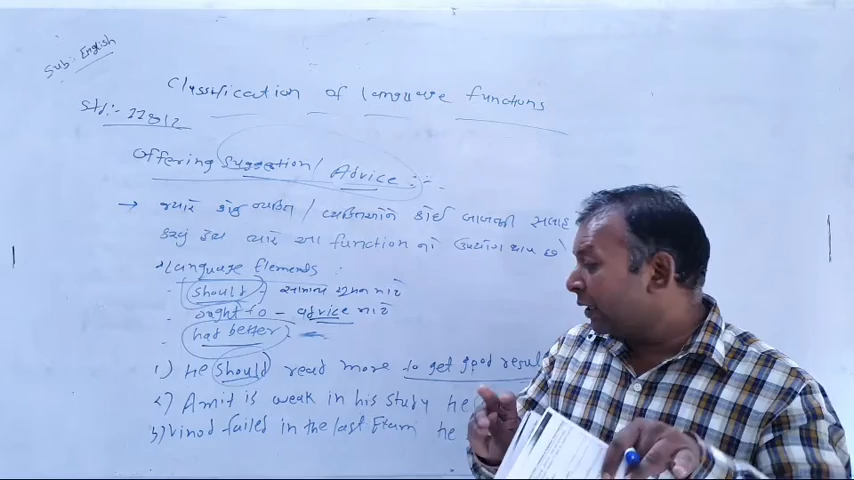 Sub:- English
Classification of language functions
Std:- 11&12
Offering Suggestion / Advice :-
→ જ્યારે કોઇ વ્યક્તિ / વ્યક્તિઓને કોઈ બાબતની સલાહ
કરવું હોય ત્યારે આ function નો ઉપયોગ થાય છે
*Language Elements :
should - સામાન્ય સુચન માટે
ought to - advice માટે
had better -
1) He should read more to get good result
2) Amit is weak in his study he
3) Vinod failed in the last Exam he